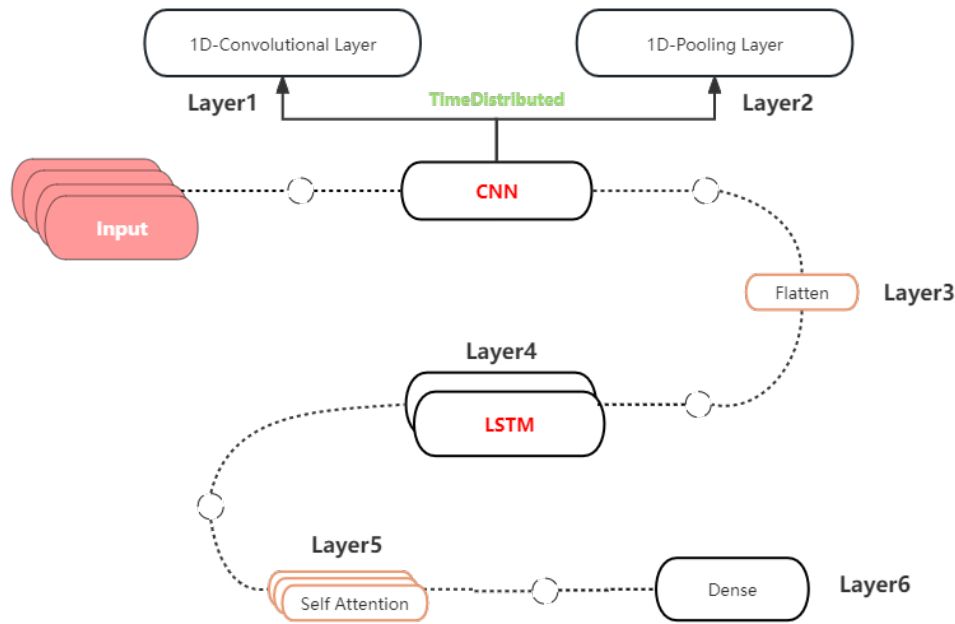 1D-Convolutional Layer
1D-Pooling Layer
Layer1
TimeDistributed
Layer2
CNN
Input
Flatten
Layer3
Layer4
LSTM
Layer5
Self Attention
Dense
Layer6